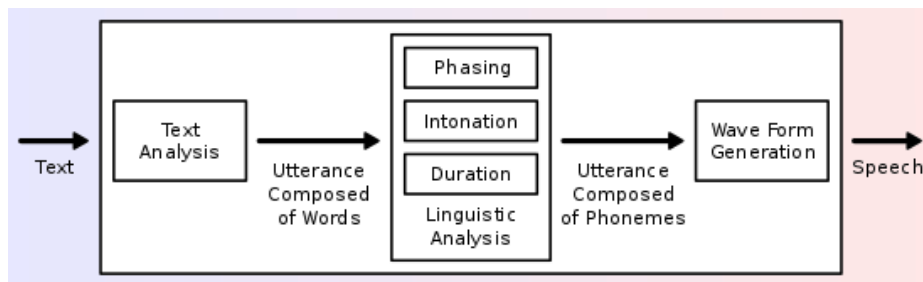 Text
Text
Analysis
Utterance
Composed
of Words
Phasing
Intonation
Duration
Linguistic
Analysis
Utterance
Composed
of Phonemes
Wave Form
Generation
Speech